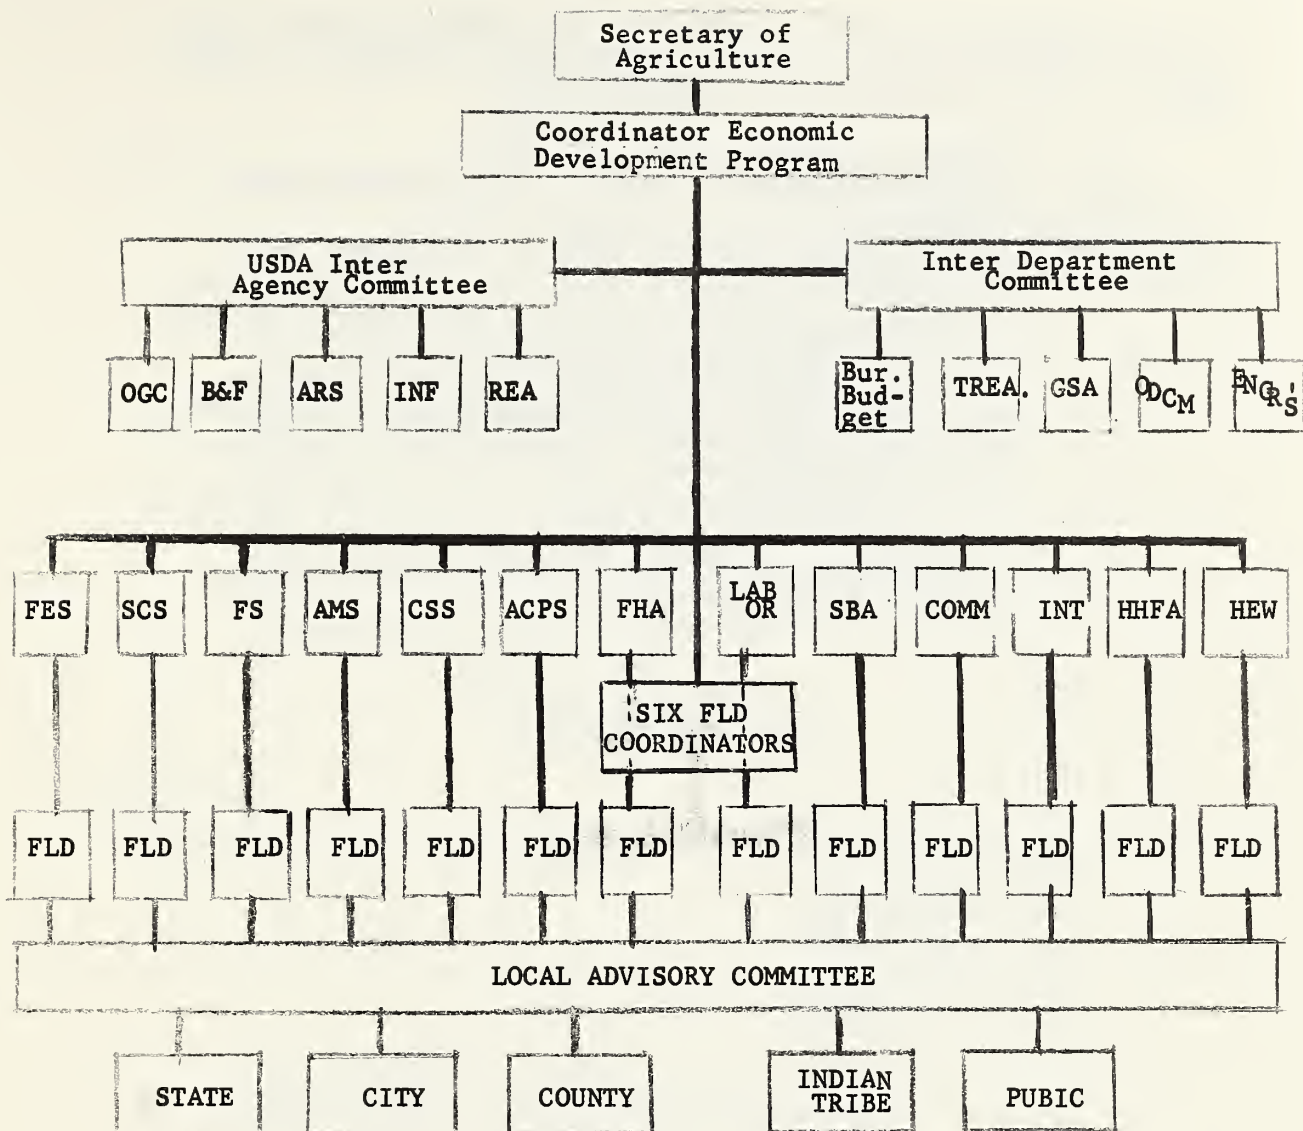 Secretary of
Agriculture
Coordinator Economic
Development Program
USDA Inter
Agency Committee
Inter Department
Committee
OGC
B&F
ARS
INF
REA
Bur.
Bud-
get
TREA.
GSA
ODCM
ENGR'S
FES
SCS
FS
AMS
CSS
ACPS
FHA
LAB
OR
SBA
COMM
INT
HHFA
HEW
SIX FLD
COORDINATORS
FLD
FLD
FLD
FLD
FLD
FLD
FLD
FLD
FLD
FLD
FLD
FLD
FLD
LOCAL ADVISORY COMMITTEE
STATE
CITY
COUNTY
INDIAN
TRIBE
PUBIC